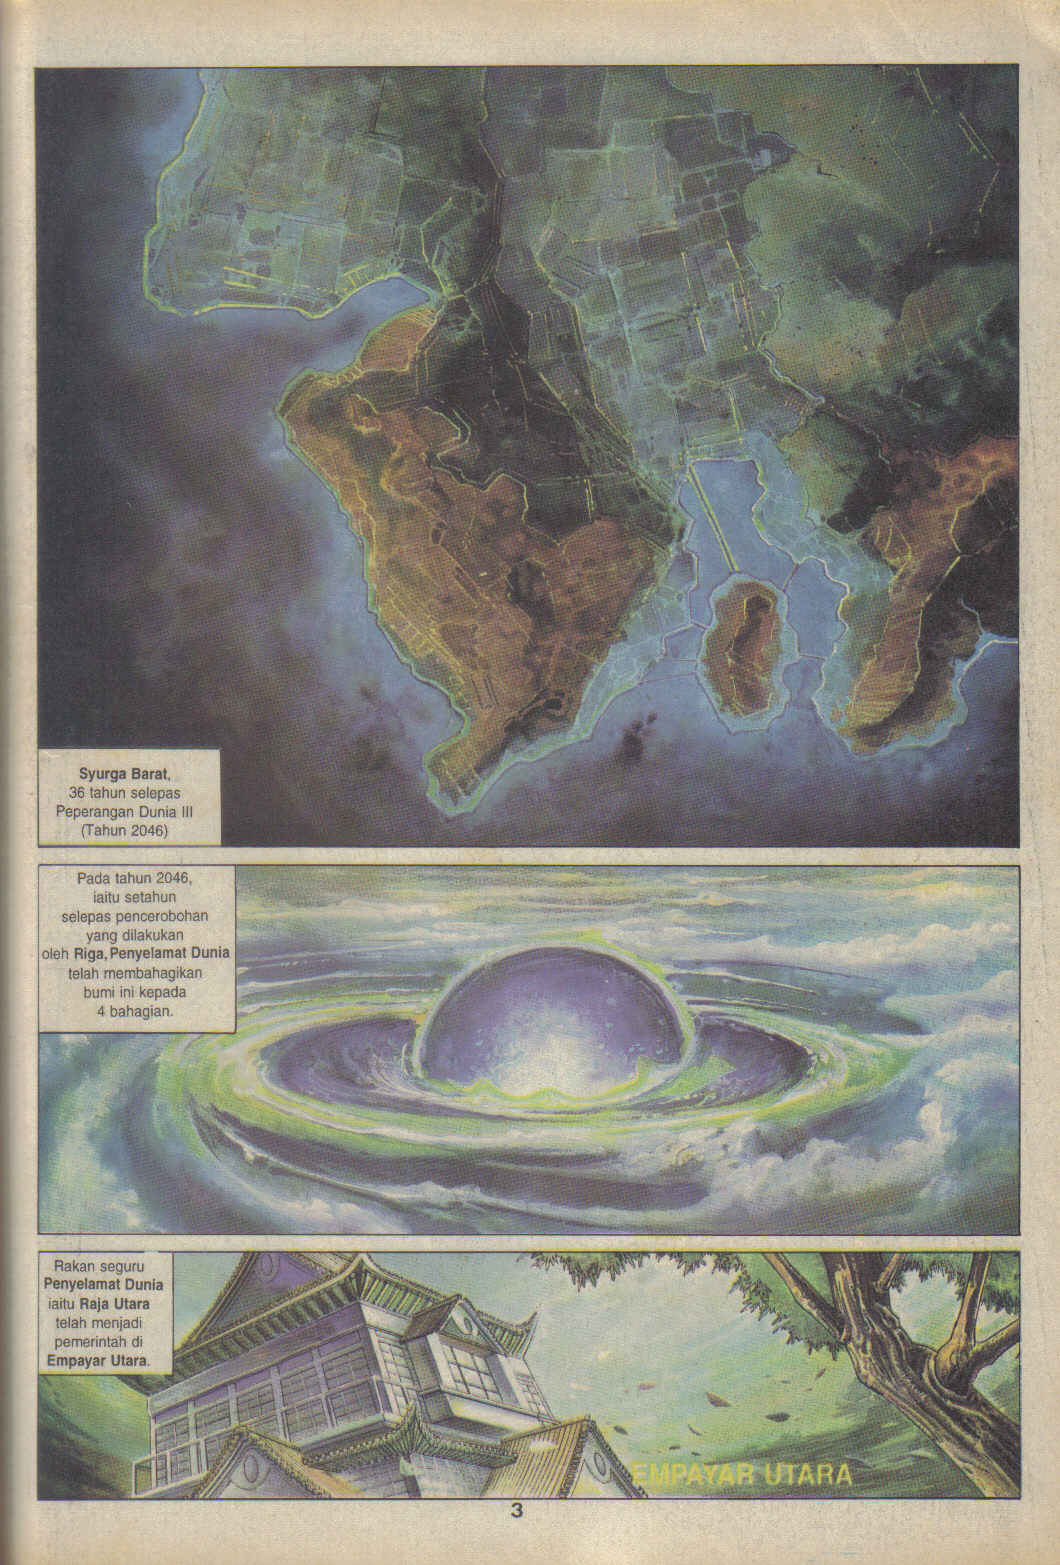 Syurga Barat,
36 tahun selepas
Peperangan Dunia III
(Tahun 2046)
Pada tahun 2046,
iaitu setahun
selepas pencerobohan
yang dilakukan
oleh Riga, Penyelamat Dunia
telah membahagikan
bumi ini kepada
4 bahagian.
Rakan seguru
Penyelamat Dunia
iaitu Raja Utara
telah menjadi
pemerintah di
Empayar Utara.
EMPAYAR UTARA
3